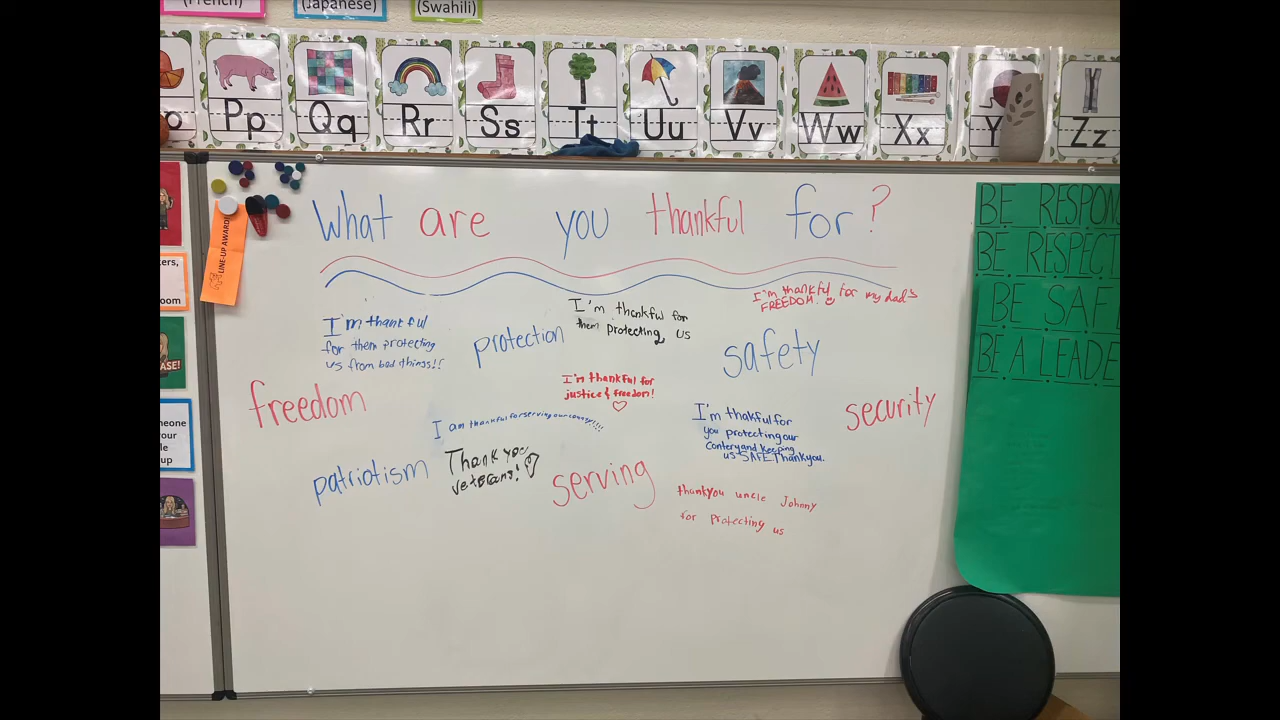 (French)
(Japanese)
(Swahili)
Pp
Qq
Rr
Ss
Tt
Uu
Vv
Ww
Xx
Y
Zz
LINE-UP AWARD
What are you thankful for?
I'm thankful for my dad's
FREEDOM.
I'm thankful
for them protecting
us from bad things!!
protection
I'm thankful for
them protecting us
safety
freedom
I'm thankful for
justice & freedom!
I am thankful for serving our country!!!!
I'm thakful for
you protecting our
contery and keeping
us SAFE. Thank you.
security
patriotism
Thank you
veterans!
serving
thankyou uncle Johnny
for Protecting us
BE RESPON
BE RESPECT
BE SAFE
BE A LEADE